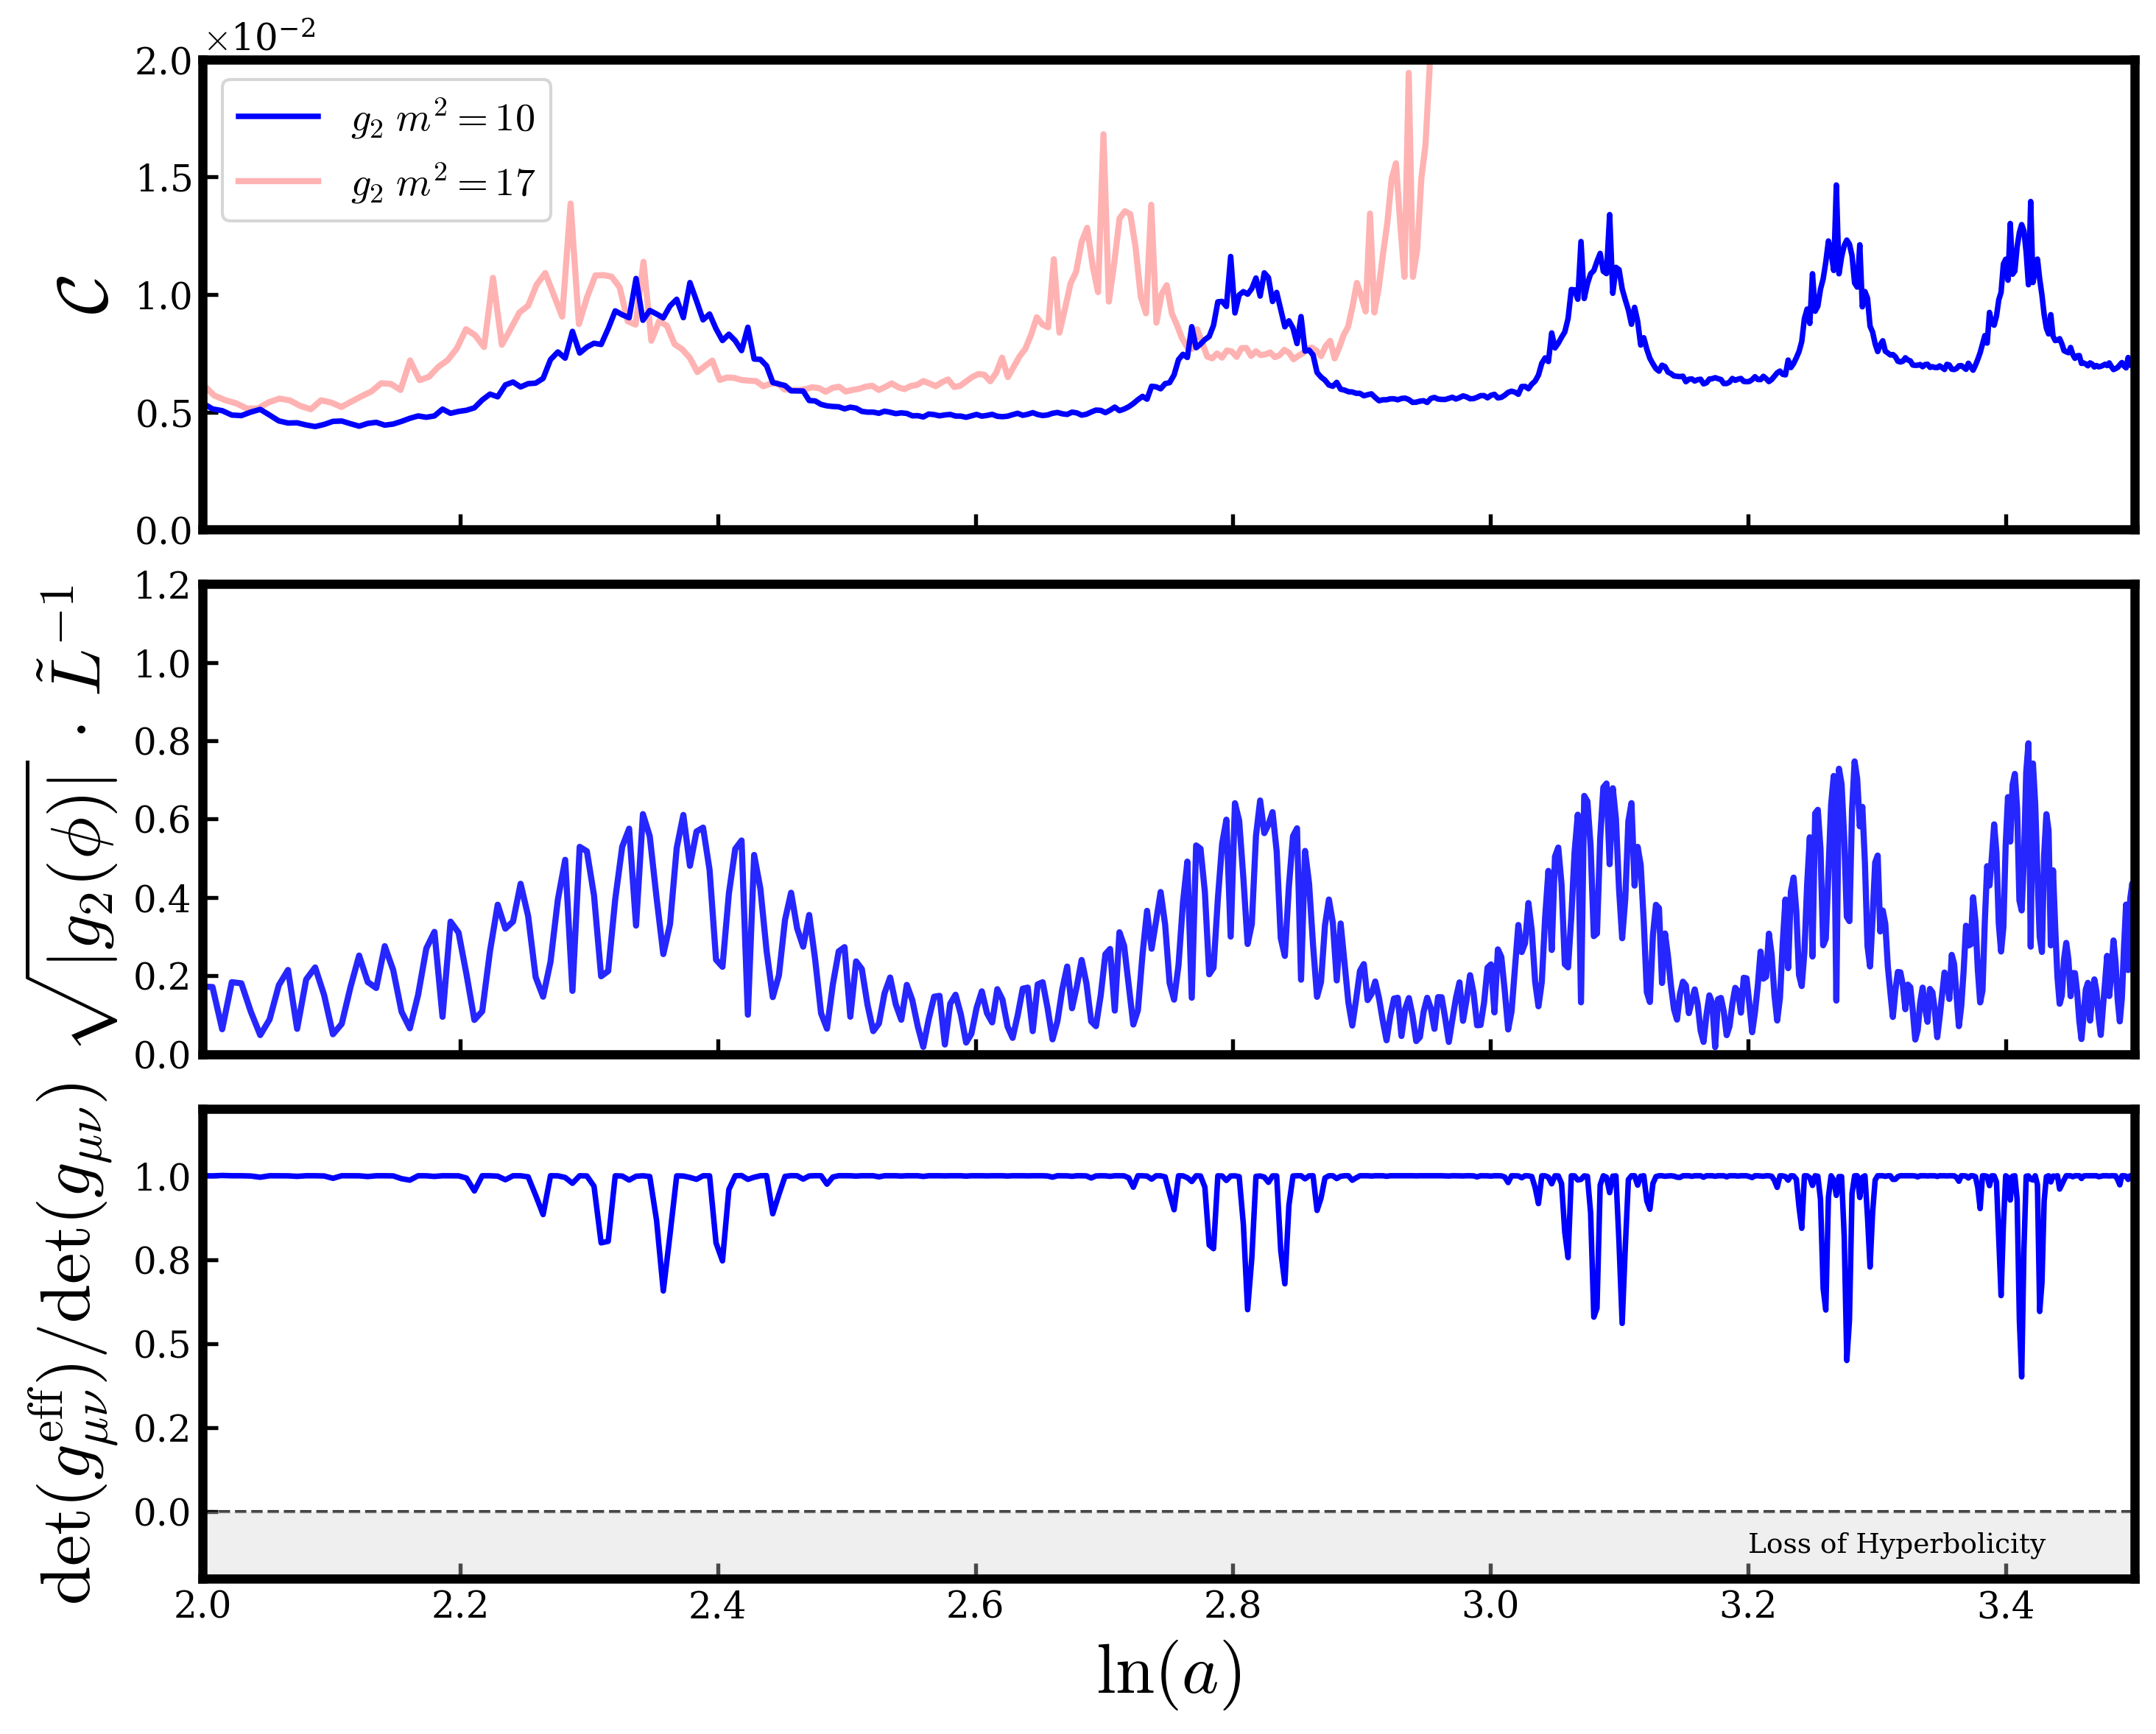 ×10⁻²
2.0
1.5
1.0
0.5
0.0
𝒞
g₂ m² = 10
g₂ m² = 17
1.2
1.0
0.8
0.6
0.4
0.2
0.0
√|g₂(ϕ)| · L̃⁻¹
1.0
0.8
0.5
0.2
0.0
det(g^eff_μν)/det(g_μν)
Loss of Hyperbolicity
2.0 2.2 2.4 2.6 2.8 3.0 3.2 3.4
ln(a)